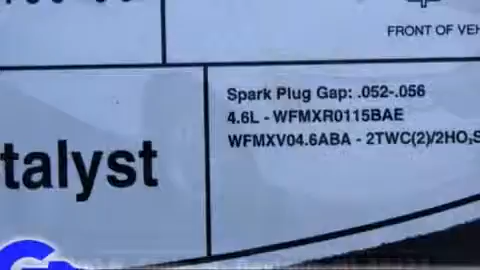 FRONT OF VEH
Spark Plug Gap: .052-.056
4.6L - WFMXR0115BAE
WFMXV04.6ABA - 2TWC(2)/2HO,S
talyst